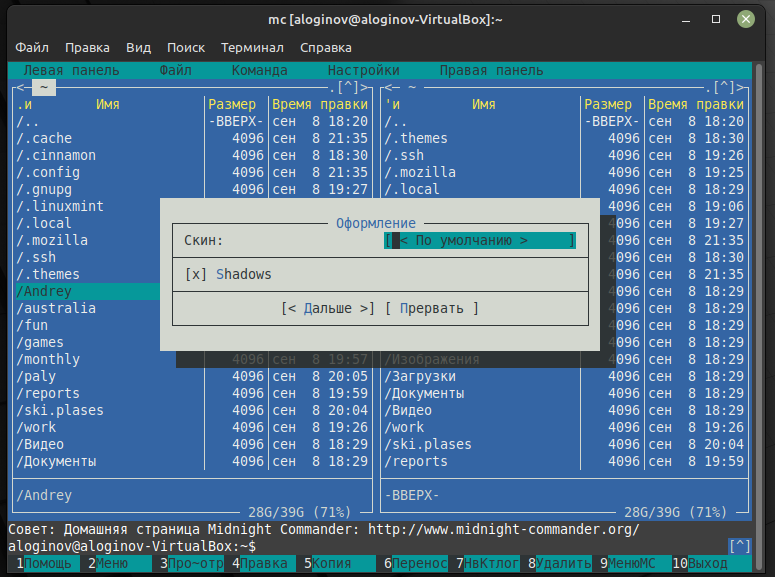 mc [aloginov@aloginov-VirtualBox]:~
Файл Правка Вид Поиск Терминал Справка
Левая панель Файл Команда Настройки Правая панель
<─ ~ .[^]> <─ ~ .[^]>
.и Имя Размер Время правки 'и Имя Размер Время правки
/.. -ВВЕРХ- сен 8 18:20 /.. -ВВЕРХ- сен 8 18:20
/.cache 4096 сен 8 21:35 /.themes 4096 сен 8 18:30
/.cinnamon 4096 сен 8 18:30 /.ssh 4096 сен 8 19:26
/.config 4096 сен 8 21:35 /.mozilla 4096 сен 8 19:25
/.gnupg 4096 сен 8 19:27 /.local 4096 сен 8 18:29
/.linuxmint 4096 сен 8 19:06
/.local 4096 сен 8 19:27
Оформление
/.mozilla Скин: [ < По умолчанию > ] 4096 сен 8 21:35
/.ssh 4096 сен 8 18:30
/.themes [x] Shadows 4096 сен 8 21:35
/Andrey 4096 сен 8 18:29
/australia [< Дальше >] [ Прервать ] 4096 сен 8 18:29
/fun 4096 сен 8 18:29
/games 4096 сен 8 18:29
/monthly 4096 сен 8 19:57 /Изображения 4096 сен 8 18:29
/paly 4096 сен 8 20:05 /Загрузки 4096 сен 8 18:29
/reports 4096 сен 8 19:59 /Документы 4096 сен 8 18:29
/ski.plases 4096 сен 8 20:04 /Видео 4096 сен 8 18:29
/work 4096 сен 8 19:26 /work 4096 сен 8 19:26
/Видео 4096 сен 8 18:29 /ski.plases 4096 сен 8 20:04
/Документы 4096 сен 8 18:29 /reports 4096 сен 8 19:59
/Andrey -ВВЕРХ-
28G/39G (71%) 28G/39G (71%)
Совет: Домашняя страница Midnight Commander: http://www.midnight-commander.org/
aloginov@aloginov-VirtualBox:~$ [^]
1Помощь 2Меню 3Про~отр 4Правка 5Копия 6Перенос 7НвКтлог 8Удалить 9МенюMC 10Выход